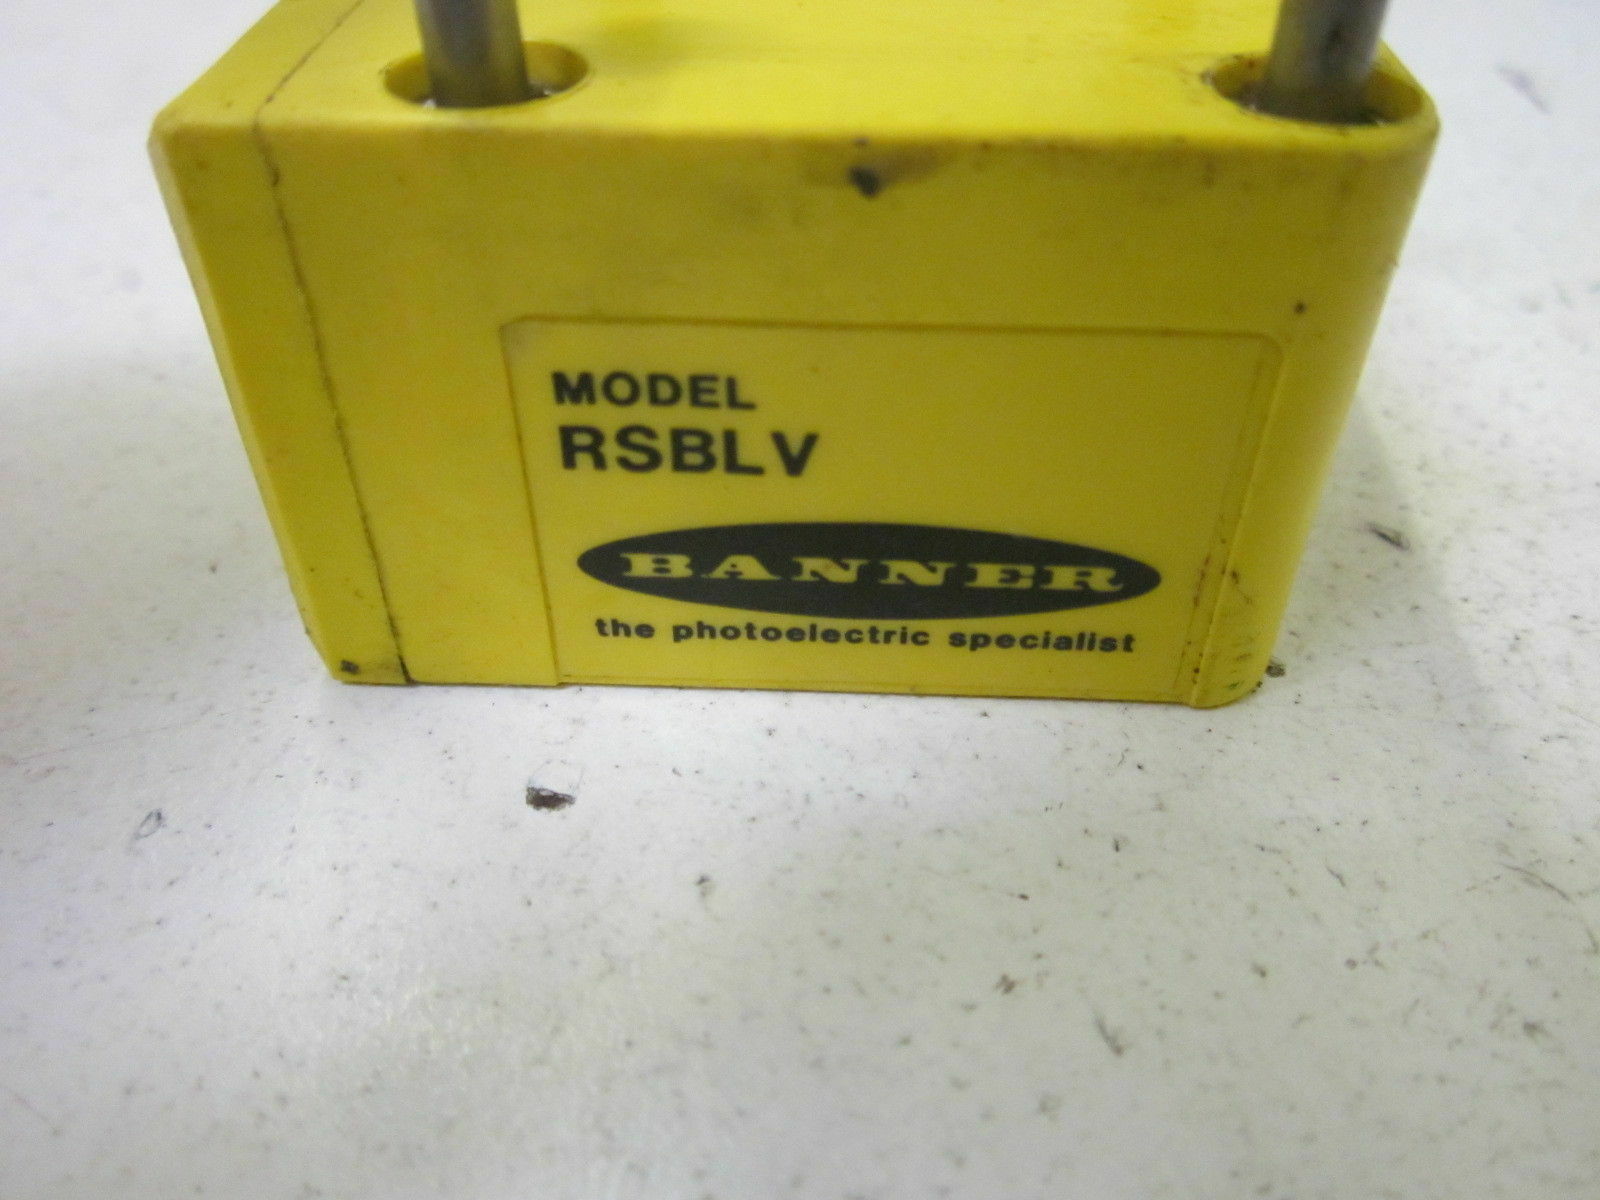 MODEL
RSBLV
BANNER
the photoelectric specialist